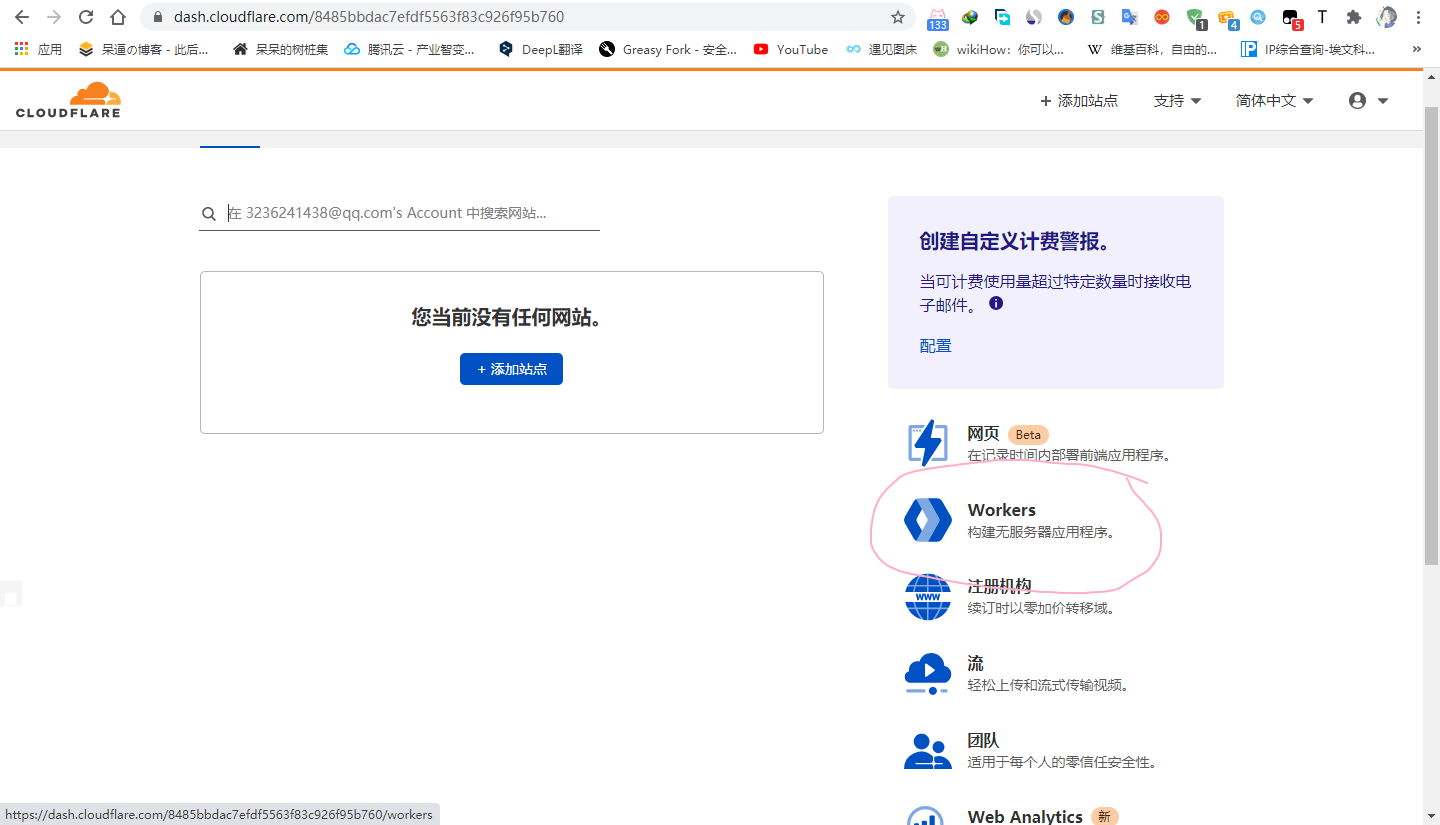 dash.cloudflare.com/8485bbdac7efdf5563f83c926f95b760
133
1
4
5
T
应用
呆逼の博客 - 此后...
呆呆的树桩集
腾讯云 - 产业智变...
DeepL翻译
Greasy Fork - 安全...
YouTube
遇见图床
wikiHow：你可以...
W
维基百科，自由的...
IP综合查询-埃文科...
»
CLOUDFLARE
+ 添加站点
支持
简体中文
在 3236241438@qq.com's Account 中搜索网站...
您当前没有任何网站。
+ 添加站点
创建自定义计费警报。
当可计费使用量超过特定数量时接收电
子邮件。
配置
网页 Beta
在记录时间内部署前端应用程序。
Workers
构建无服务器应用程序。
注册机构
WWW
续订时以零加价转移域。
流
轻松上传和流式传输视频。
团队
适用于每个人的零信任安全性。
Web Analytics 新
https://dash.cloudflare.com/8485bbdac7efdf5563f83c926f95b760/workers